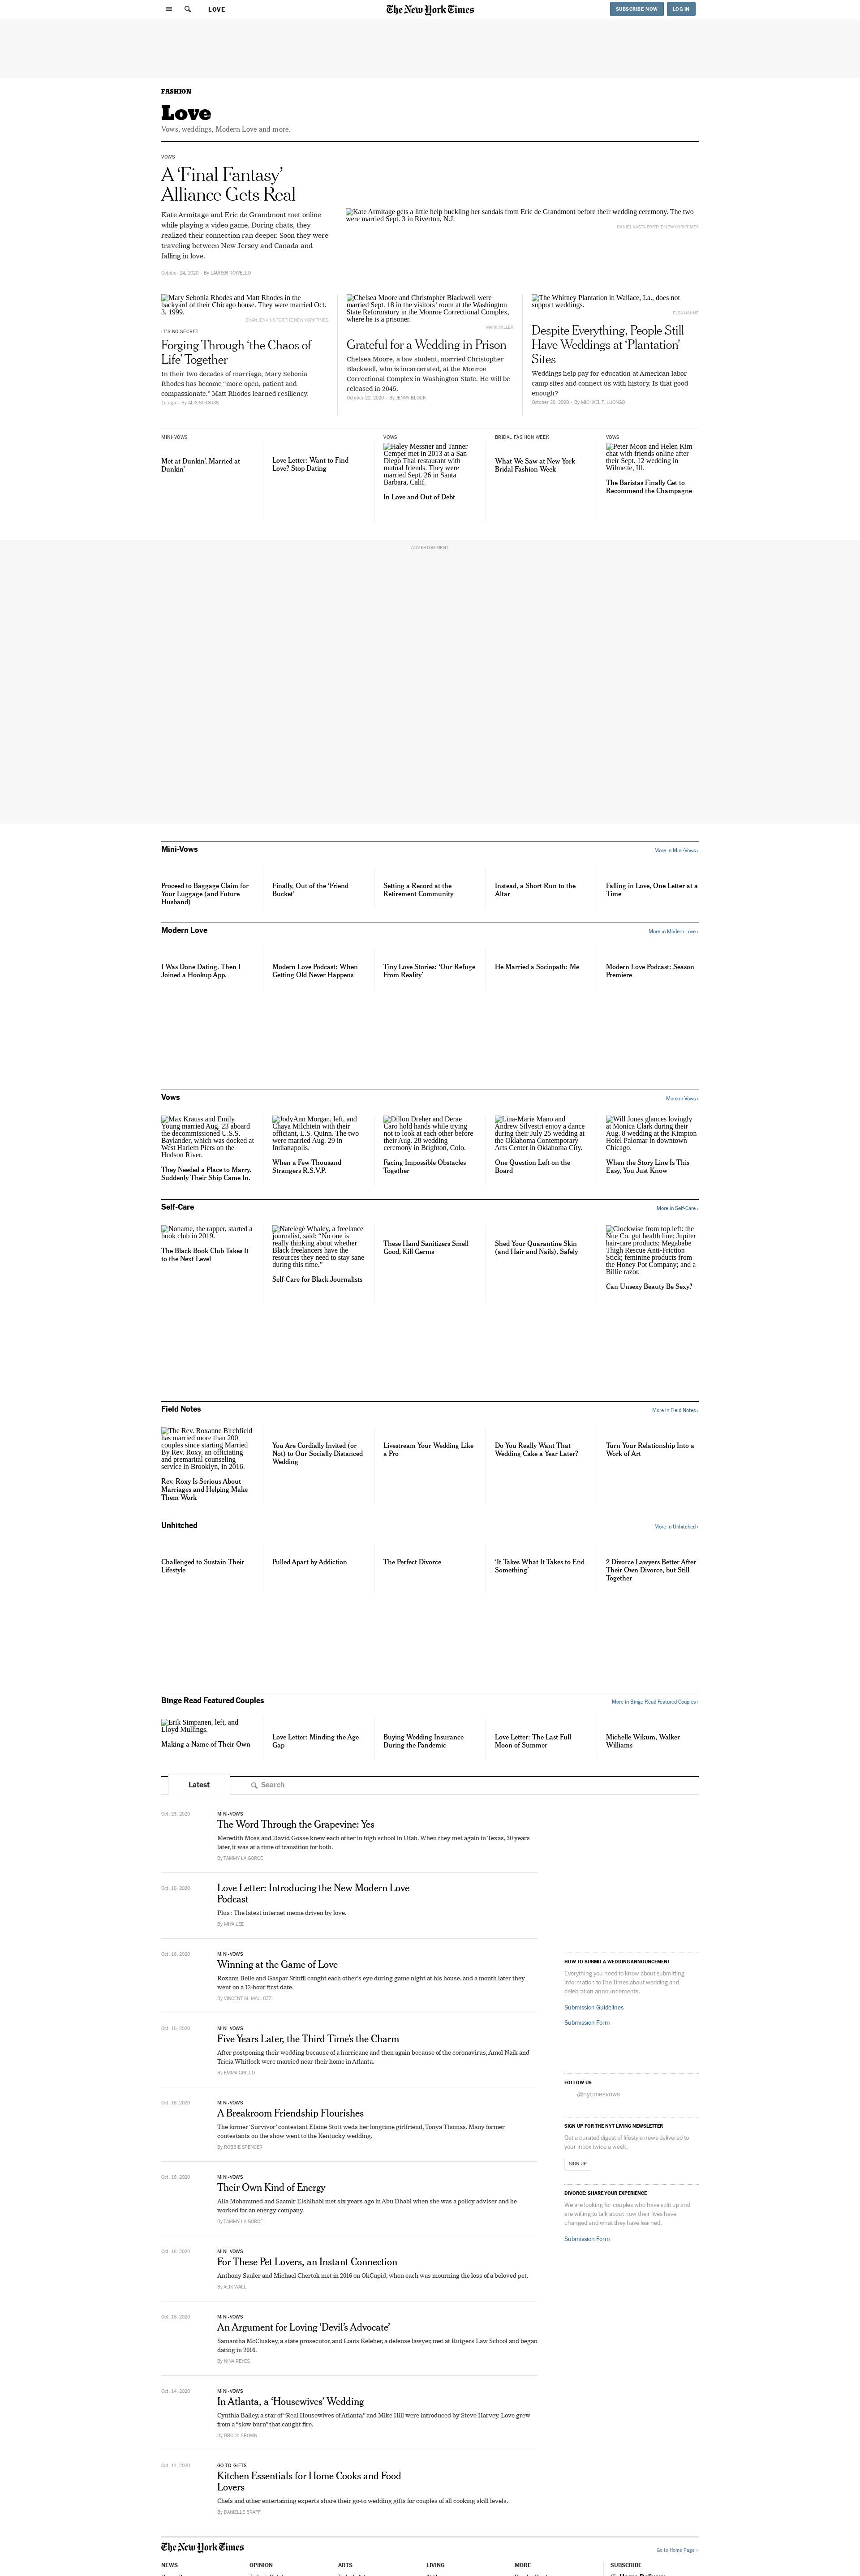 LOVE
The New York Times
SUBSCRIBE NOW
LOG IN
FASHION
Love
Vows, weddings, Modern Love and more.
VOWS
A ‘Final Fantasy’
Alliance Gets Real
Kate Armitage and Eric de Grandmont met online
while playing a video game. During chats, they
realized their connection ran deeper. Soon they were
traveling between New Jersey and Canada and
falling in love.
October 24, 2020 - By LAUREN ROWELLO
Kate Armitage gets a little help buckling her sandals from Eric de Grandmont before their wedding ceremony. The two
were married Sept. 3 in Riverton, N.J.
Mary Sebonia Rhodes and Matt Rhodes in the
backyard of their Chicago house. They were married Oct.
3, 1999.
EVAN JENKINS FOR THE NEW YORK TIMES
IT’S NO SECRET
Forging Through ‘the Chaos of
Life’ Together
In their two decades of marriage, Mary Sebonia
Rhodes has become “more open, patient and
compassionate.” Matt Rhodes learned resiliency.
1d ago - By ALIX STRAUSS
Chelsea Moore and Christopher Blackwell were
married Sept. 18 in the visitors’ room at the Washington
State Reformatory in the Monroe Correctional Complex,
where he is a prisoner.
Grateful for a Wedding in Prison
Chelsea Moore, a law student, married Christopher
Blackwell, who is incarcerated, at the Monroe
Correctional Complex in Washington State. He will be
released in 2045.
October 22, 2020 - By JENNY BLOCK
The Whitney Plantation in Wallace, La., does not
support weddings.
Despite Everything, People Still
Have Weddings at ‘Plantation’
Sites
Weddings help pay for education at American labor
camp sites and connect us with history. Is that good
enough?
October 20, 2020 - By MICHAEL T. LUONGO
MINI-VOWS
Met at Dunkin’, Married at
Dunkin’
Love Letter: Want to Find
Love? Stop Dating
VOWS
Haley Messner and Tanner
Cemper met in 2013 at a San
Diego Thai restaurant with
mutual friends. They were
married Sept. 26 in Santa
Barbara, Calif.
In Love and Out of Debt
BRIDAL FASHION WEEK
What We Saw at New York
Bridal Fashion Week
VOWS
Peter Moon and Helen Kim
chat with friends online after
their Sept. 12 wedding in
Wilmette, Ill.
The Baristas Finally Get to
Recommend the Champagne
ADVERTISEMENT
Mini-Vows
More in Mini-Vows ›
Proceed to Baggage Claim for
Your Luggage (and Future
Husband)
Finally, Out of the ‘Friend
Bucket’
Setting a Record at the
Retirement Community
Instead, a Short Run to the
Altar
Falling in Love, One Letter at a
Time
Modern Love
More in Modern Love ›
I Was Done Dating. Then I
Joined a Hookup App.
Modern Love Podcast: When
Getting Old Never Happens
Tiny Love Stories: ‘Our Refuge
From Reality’
He Married a Sociopath: Me
Modern Love Podcast: Season
Premiere
Vows
More in Vows ›
Max Krauss and Emily
Young married Aug. 23 aboard
the decommissioned U.S.S.
Baylander, which was docked at
West Harlem Piers on the
Hudson River.
They Needed a Place to Marry.
Suddenly Their Ship Came in.
JodyAnn Morgan, left, and
Chaya Milchtein with their
officiant, L.S. Quinn. The two
were married Aug. 29 in
Indianapolis.
When a Few Thousand
Strangers R.S.V.P.
Dillon Dreher and Derae
Caro hold hands while trying
not to look at each other before
their Aug. 28 wedding
ceremony in Brighton, Colo.
Facing Impossible Obstacles
Together
Lina-Marie Mano and
Andrew Silvestri enjoy a dance
during their July 25 wedding at
the Oklahoma Contemporary
Arts Center in Oklahoma City.
One Question Left on the
Board
Will Jones glances lovingly
at Monica Clark during their
Aug. 8 wedding at the Kimpton
Hotel Palomar in downtown
Chicago.
When the Story Line Is This
Easy, You Just Know
Self-Care
More in Self-Care ›
Noname, the rapper, started a
book club in 2019.
The Black Book Club Takes It
to the Next Level
Natelegé Whaley, a freelance
journalist, said: “No one is
really thinking about whether
Black freelancers have the
resources they need to stay sane
during this time.”
Self-Care for Black Journalists
These Hand Sanitizers Smell
Good, Kill Germs
Shed Your Quarantine Skin
(and Hair and Nails), Safely
Clockwise from top left: the
Nue Co. gut health line; Jupiter
hair-care products; Megababe
Thigh Rescue Anti-Friction
Stick; feminine products from
the Honey Pot Company; and a
Billie razor.
Can Unsexy Beauty Be Sexy?
Field Notes
More in Field Notes ›
The Rev. Roxanne Birchfield
has married more than 200
couples since starting Married
By Rev. Roxy, an officiating
and premarital counseling
service in Brooklyn, in 2016.
Rev. Roxy Is Serious About
Marriages and Helping Make
Them Work
You Are Cordially Invited (or
Not) to Our Socially Distanced
Wedding
Livestream Your Wedding Like
a Pro
Do You Really Want That
Wedding Cake a Year Later?
Turn Your Relationship Into a
Work of Art
Unhitched
More in Unhitched ›
Challenged to Sustain Their
Lifestyle
Pulled Apart by Addiction
The Perfect Divorce
‘It Takes What It Takes to End
Something’
2 Divorce Lawyers Better After
Their Own Divorce, but Still
Together
Binge Read Featured Couples
More in Binge Read Featured Couples ›
Erik Simpanen, left, and
Lloyd Mullings.
Making a Name of Their Own
Love Letter: Minding the Age
Gap
Buying Wedding Insurance
During the Pandemic
Love Letter: The Last Full
Moon of Summer
Michelle Wikum, Walker
Williams
Latest
Search
Oct. 23, 2020
MINI-VOWS
The Word Through the Grapevine: Yes
Meredith Moss and David Gosse knew each other in high school in Utah. When they met again in Texas, 30 years
later, it was at a time of transition for both.
By TAMMY LA GORCE
Oct. 16, 2020
Love Letter: Introducing the New Modern Love
Podcast
Plus: The latest internet meme driven by love.
By MIYA LEE
Oct. 16, 2020
MINI-VOWS
Winning at the Game of Love
Roxann Belle and Gaspar Stinfil caught each other’s eye during game night at his house, and a month later they
went on a 12-hour first date.
By VINCENT M. MALLOZZI
Oct. 16, 2020
MINI-VOWS
Five Years Later, the Third Time’s the Charm
After postponing their wedding because of a hurricane and then again because of the coronavirus, Amol Naik and
Tricia Whitlock were married near their home in Atlanta.
By EMMA GRILLO
Oct. 16, 2020
MINI-VOWS
A Breakroom Friendship Flourishes
The former ‘Survivor’ contestant Elaine Stott weds her longtime girlfriend, Tonya Thomas. Many former
contestants on the show went to the Kentucky wedding.
By ROBBIE SPENCER
Oct. 16, 2020
MINI-VOWS
Their Own Kind of Energy
Alia Mohammed and Saamir Elshihabi met six years ago in Abu Dhabi when she was a policy adviser and he
worked for an energy company.
By TAMMY LA GORCE
Oct. 16, 2020
MINI-VOWS
For These Pet Lovers, an Instant Connection
Anthony Sauler and Michael Chertok met in 2016 on OkCupid, when each was mourning the loss of a beloved pet.
By ALIX WALL
Oct. 16, 2020
MINI-VOWS
An Argument for Loving ‘Devil’s Advocate’
Samantha McCluskey, a state prosecutor, and Louis Keleher, a defense lawyer, met at Rutgers Law School and began
dating in 2016.
By NINA REYES
Oct. 14, 2020
MINI-VOWS
In Atlanta, a ‘Housewives’ Wedding
Cynthia Bailey, a star of “Real Housewives of Atlanta,” and Mike Hill were introduced by Steve Harvey. Love grew
from a “slow burn” that caught fire.
By BRODY BROWN
Oct. 14, 2020
GO-TO-GIFTS
Kitchen Essentials for Home Cooks and Food
Lovers
Chefs and other entertaining experts share their go-to wedding gifts for couples of all cooking skill levels.
By DANIELLE BRAFF
HOW TO SUBMIT A WEDDING ANNOUNCEMENT
Everything you need to know about submitting
information to The Times about wedding and
celebration announcements.
Submission Guidelines
Submission Form
FOLLOW US
@nytimesvows
SIGN UP FOR THE NYT LIVING NEWSLETTER
Get a curated digest of lifestyle news delivered to
your inbox twice a week.
SIGN UP
DIVORCE: SHARE YOUR EXPERIENCE
We are looking for couples who have split up and
are willing to talk about how their lives have
changed and what they have learned.
Submission Form
The New York Times
Go to Home Page »
NEWS
OPINION
ARTS
LIVING
MORE
SUBSCRIBE